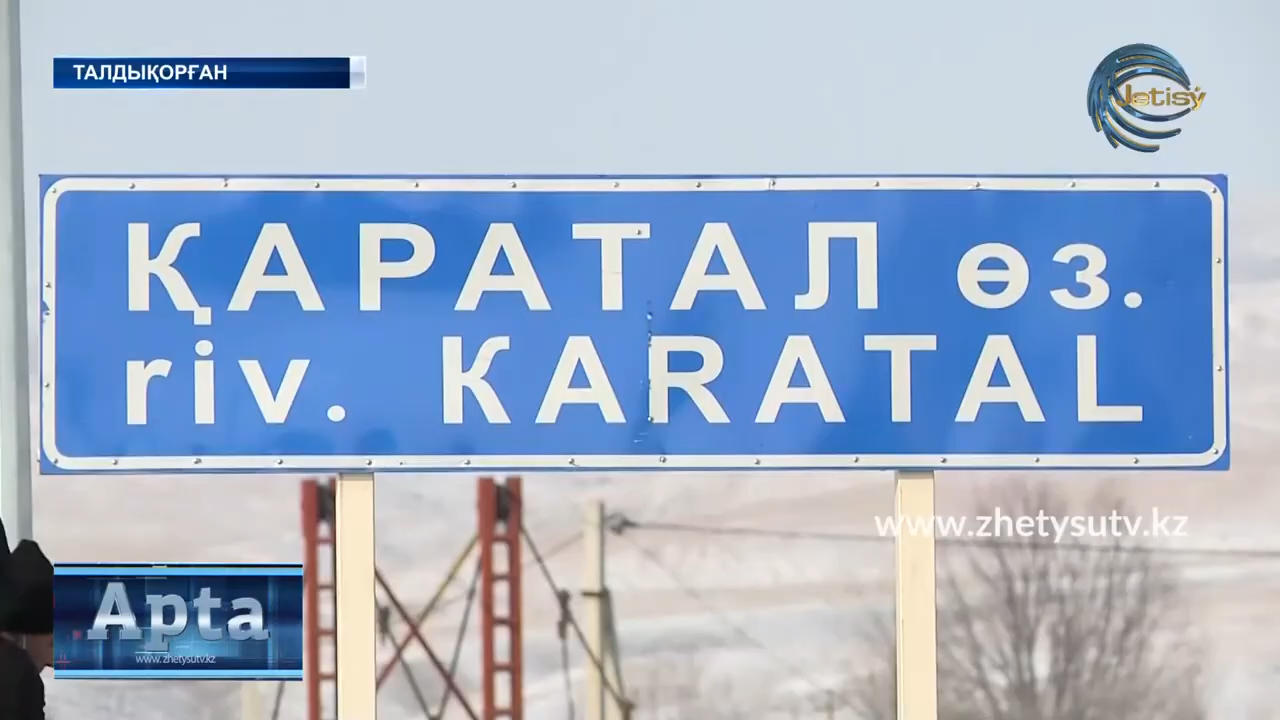 ТАЛДЫҚОРҒАН
Jetisý
ҚАРАТАЛ өз.
riv. KARATAL
www.zhetysutv.kz
Apta
www.zhetysutv.kz